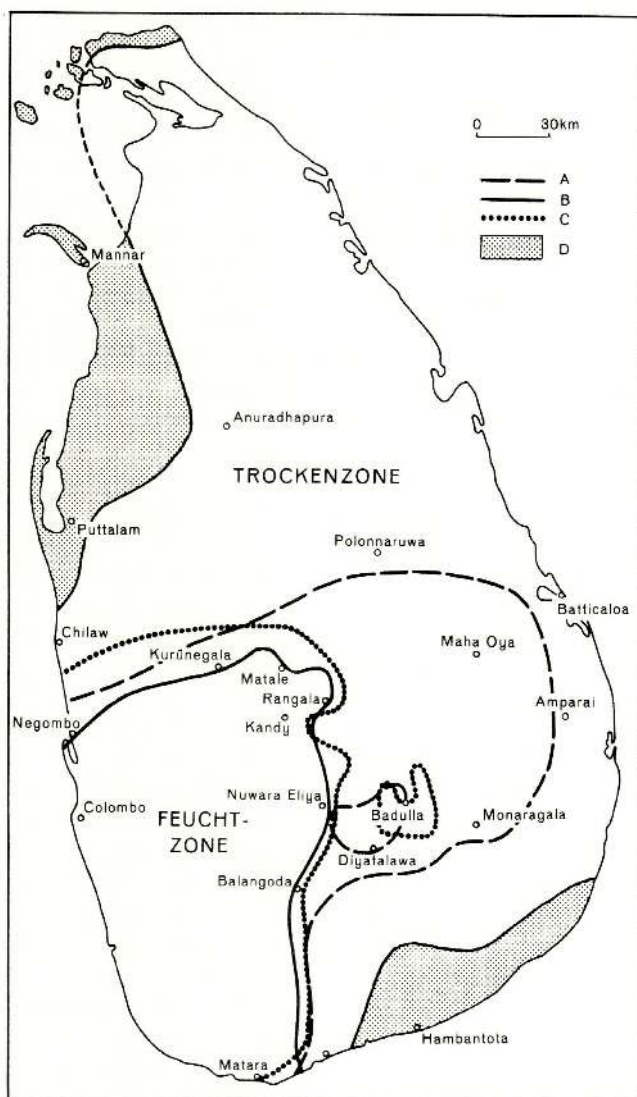 0 30km
A
B
C
D
Mannar
Anuradhapura
TROCKENZONE
Puttalam
Polonnaruwa
Batticaloa
Chilaw
Maha Oya
Kurūnegala
Matale
Rangala
Amparai
Kandy
Negombo
Nuwara Eliya
Badulla
Colombo
FEUCHT-
ZONE
Monaragala
Diyatalawa
Balangoda
Hambantota
Matara